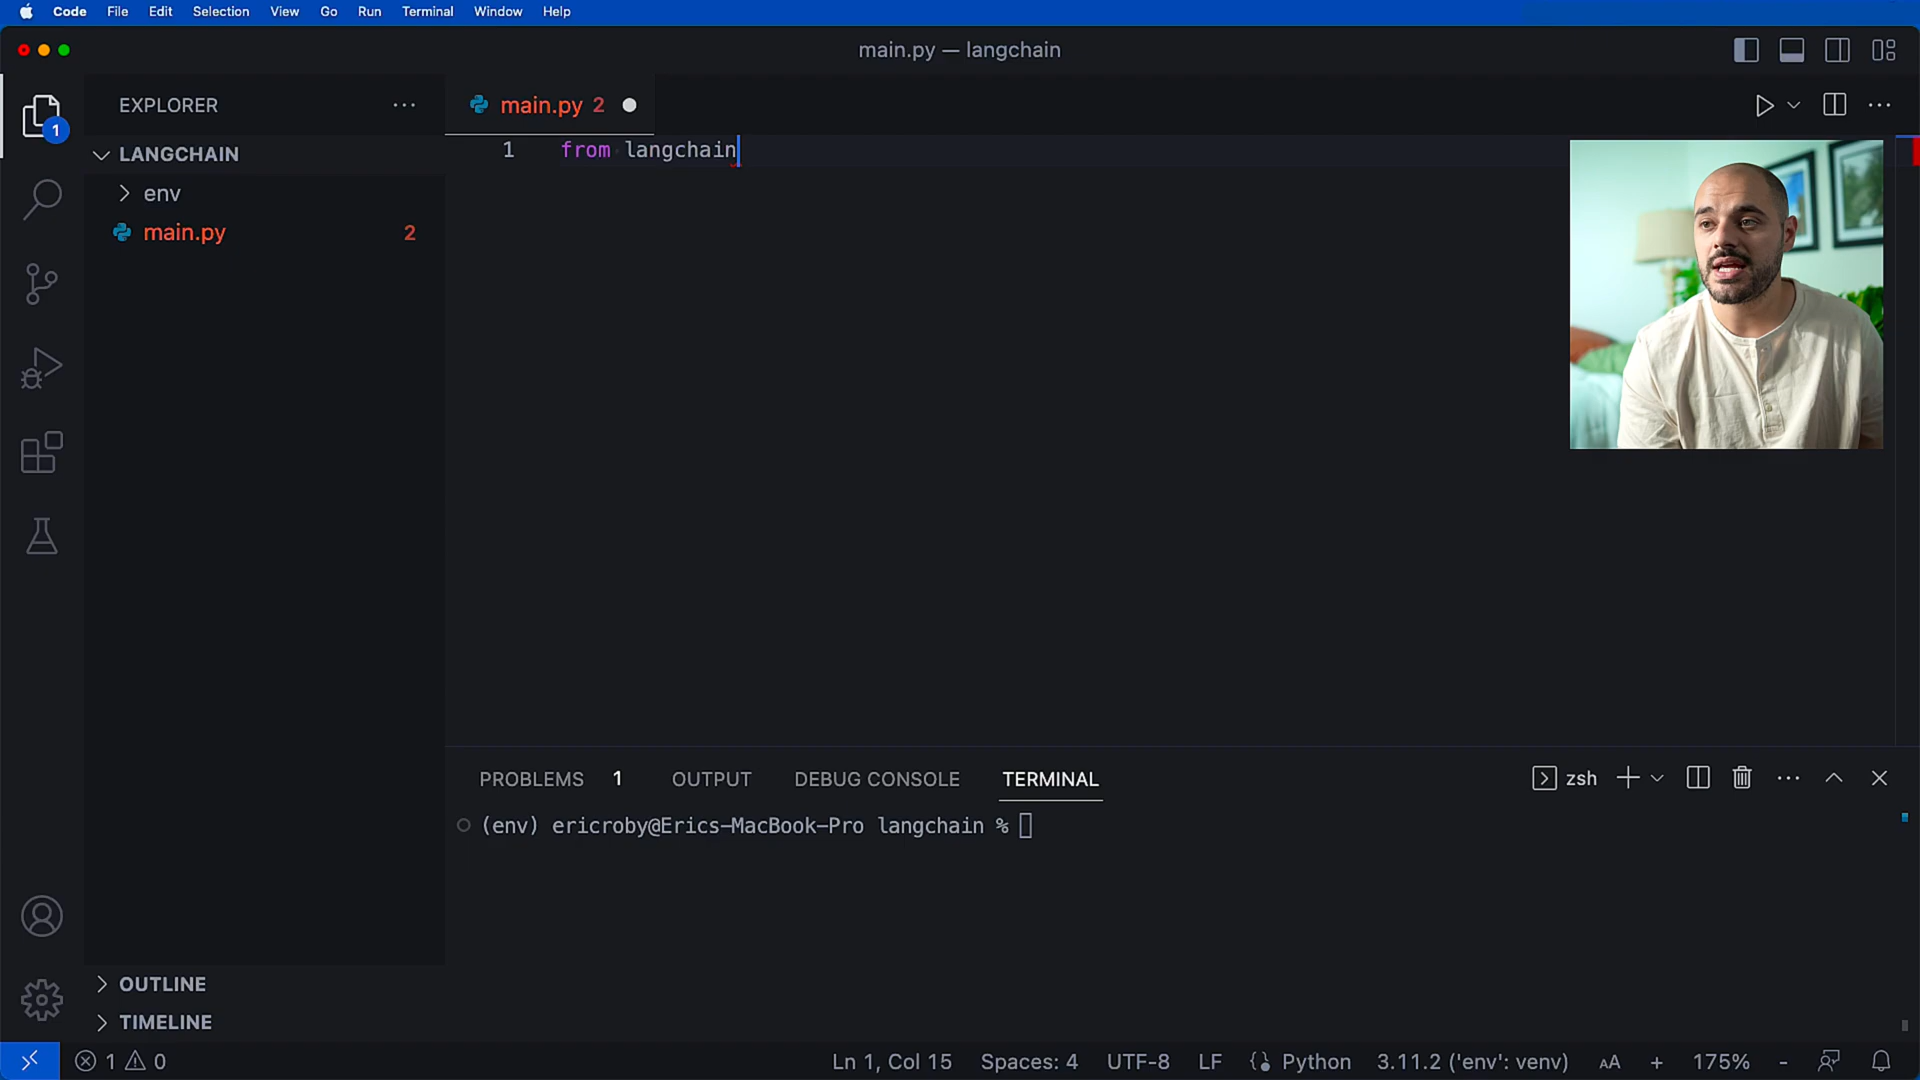 Code File Edit Selection View Go Run Terminal Window Help
main.py — langchain
EXPLORER
main.py 2
1
LANGCHAIN
1 from langchain
env
main.py 2
PROBLEMS 1 OUTPUT DEBUG CONSOLE TERMINAL
zsh
(env) ericroby@Erics-MacBook-Pro langchain %
OUTLINE
TIMELINE
1 0 Ln 1, Col 15 Spaces: 4 UTF-8 LF Python 3.11.2 ('env': venv) AA + 175% -